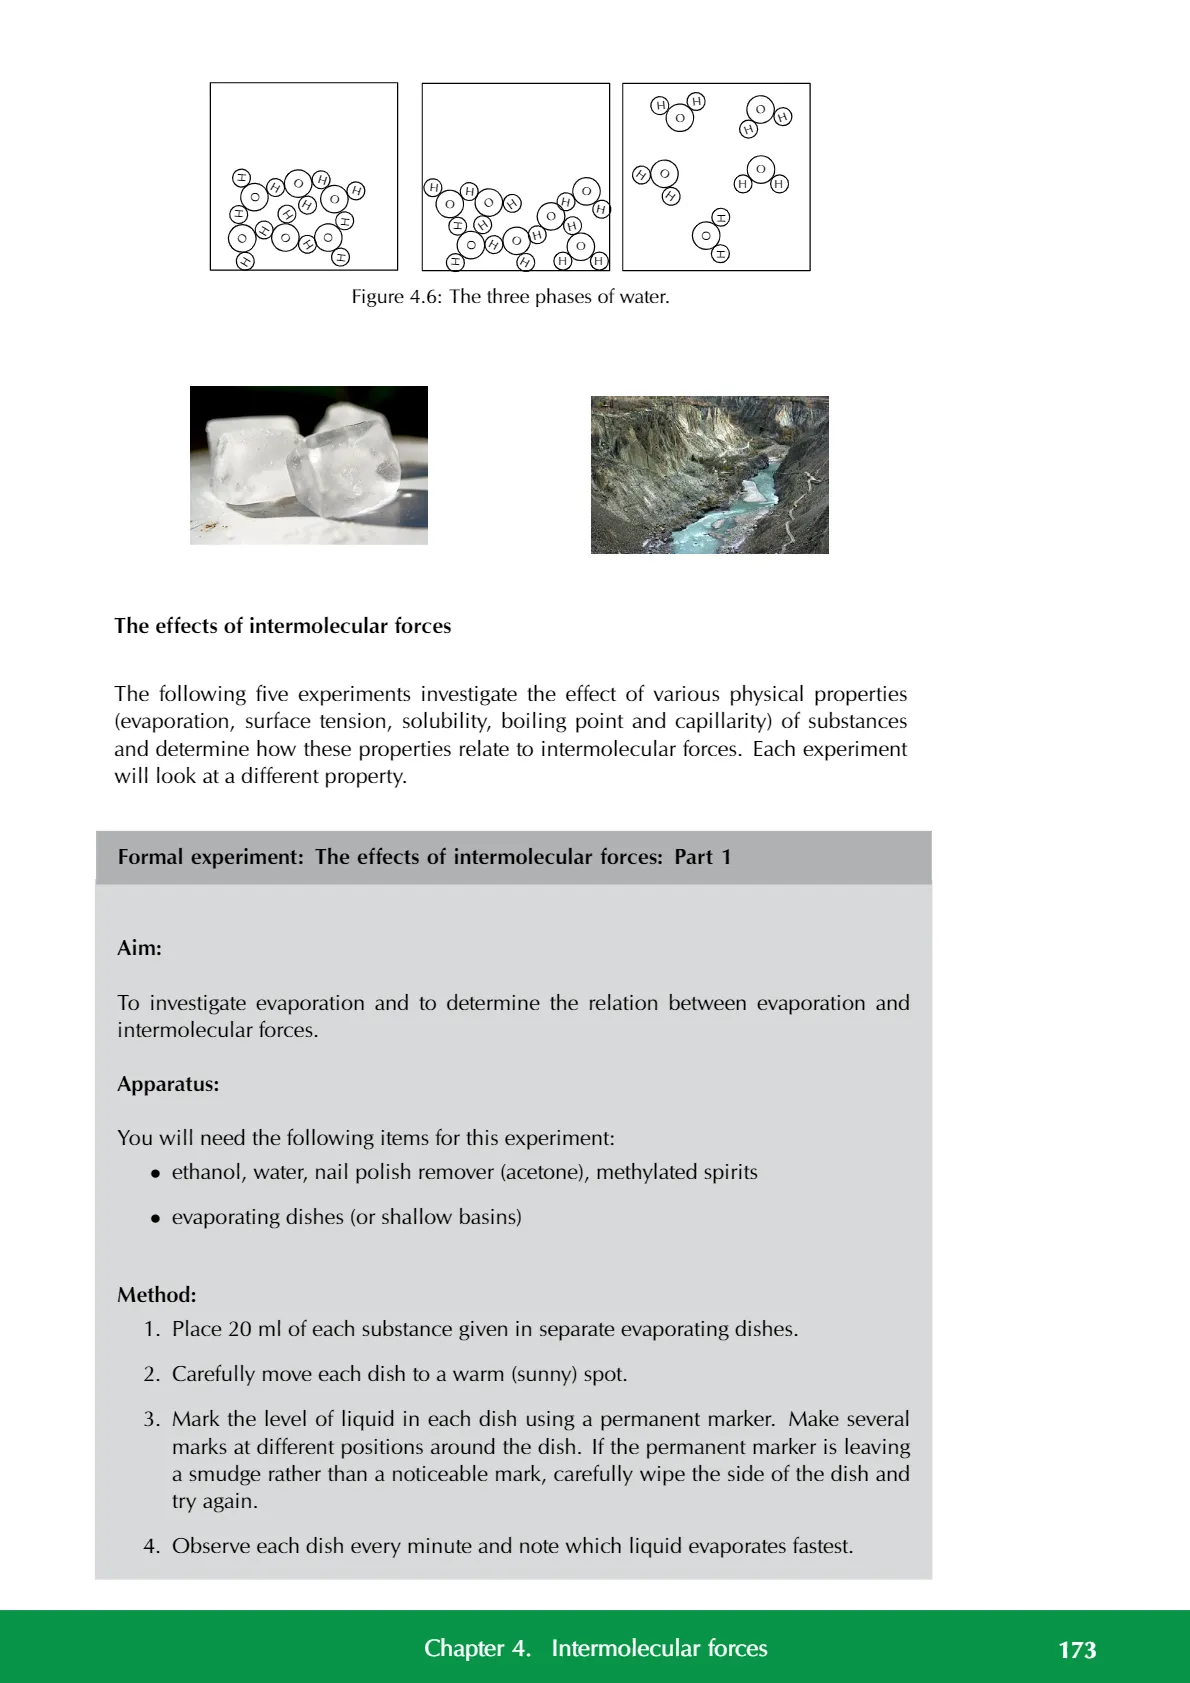 H H O H H
O H O
H H H
O H O H O
H H
H H O
O O H H H
H H O H
O H O H O
H H H H
H H
O
O H
H
H O
H
O
H H
H
O
H
Figure 4.6: The three phases of water.
The effects of intermolecular forces
The following five experiments investigate the effect of various physical properties
(evaporation, surface tension, solubility, boiling point and capillarity) of substances
and determine how these properties relate to intermolecular forces. Each experiment
will look at a different property.
Formal experiment: The effects of intermolecular forces: Part 1
Aim:
To investigate evaporation and to determine the relation between evaporation and
intermolecular forces.
Apparatus:
You will need the following items for this experiment:
• ethanol, water, nail polish remover (acetone), methylated spirits
• evaporating dishes (or shallow basins)
Method:
1. Place 20 ml of each substance given in separate evaporating dishes.
2. Carefully move each dish to a warm (sunny) spot.
3. Mark the level of liquid in each dish using a permanent marker. Make several
marks at different positions around the dish. If the permanent marker is leaving
a smudge rather than a noticeable mark, carefully wipe the side of the dish and
try again.
4. Observe each dish every minute and note which liquid evaporates fastest.
Chapter 4. Intermolecular forces 173